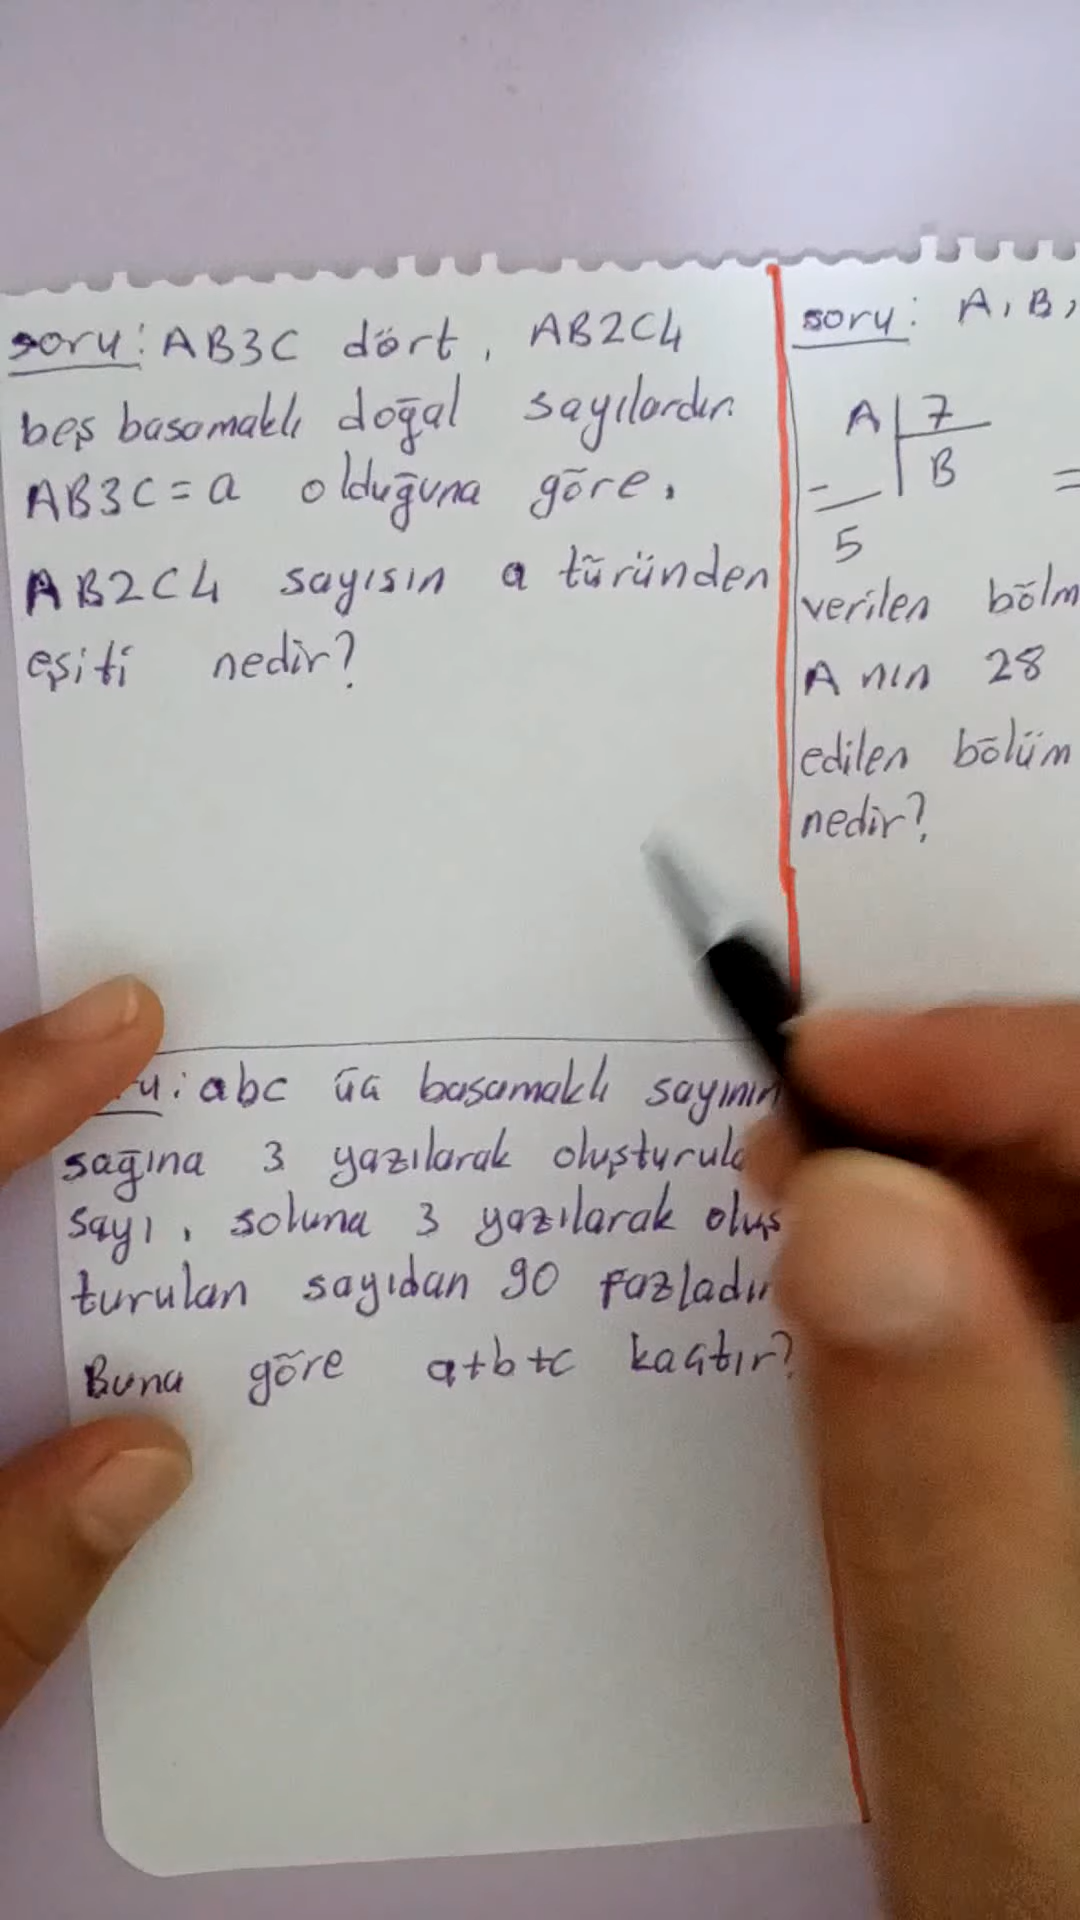 soru: AB3C dört, AB2C4
beş basamaklı doğal sayılardır.
AB3C = a olduğuna göre,
AB2C4 sayısın a türünden
eşiti nedir?
abc üç basamaklı sayının
sağına 3 yazılarak
sayı, soluna 3 yazılarak oluş
turulan sayıdan 90 fazladır
Buna göre a+b+c kaçtır?
soru: A, B,
A 7
B
- =
5
verilen
A nın 28
edilen bölüm
nedir?